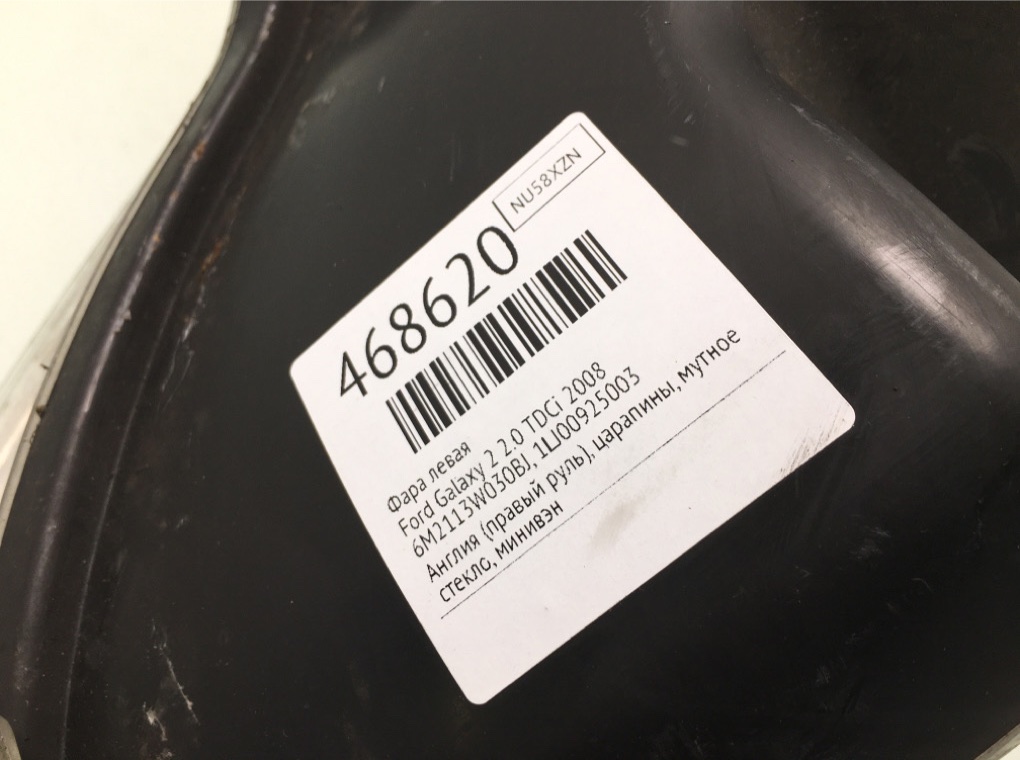 NU58XZN
468620
Фара левая
Ford Galaxy 2 2.0 TDCi 2008
6M2113W030BJ, 1LJ00925003
Англия (правый руль), царапины, мутное
стекло, минивэн